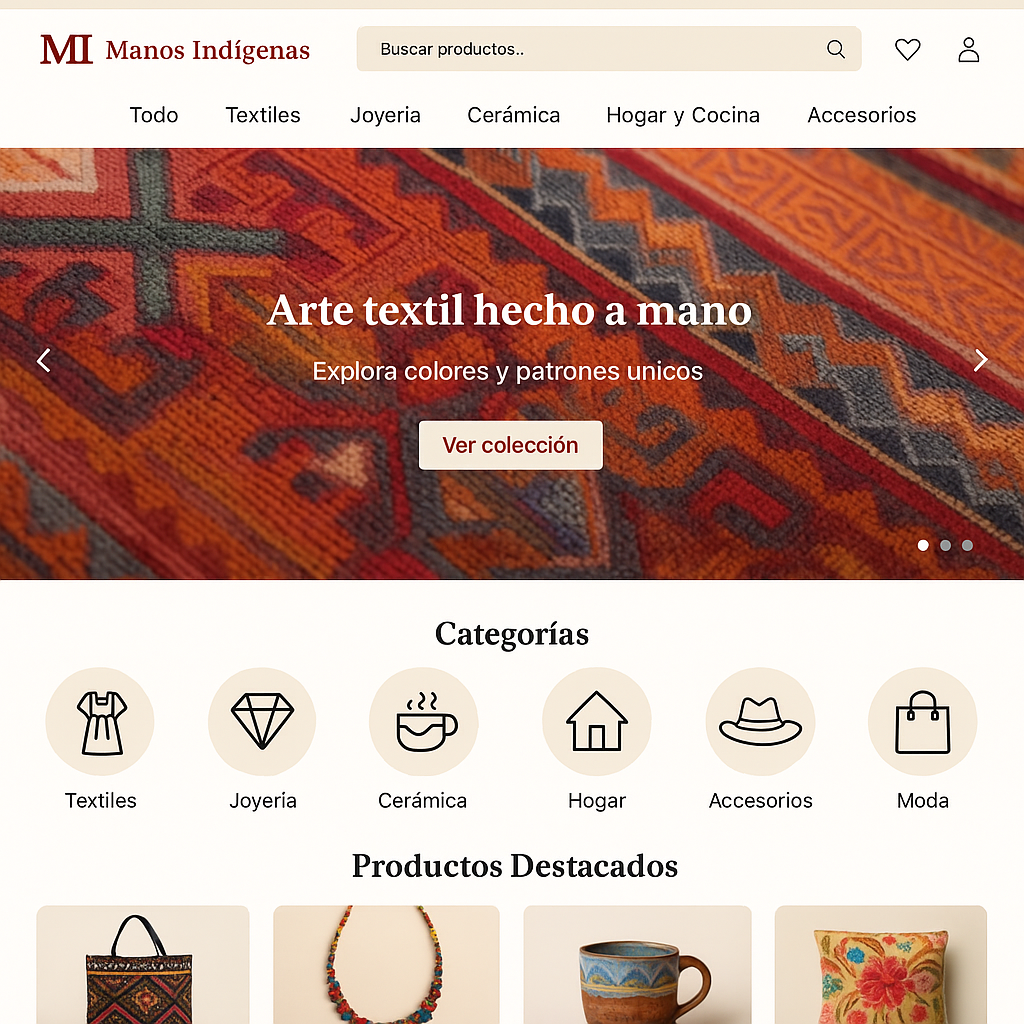 MI Manos Indígenas
Buscar productos..
Todo Textiles Joyeria Cerámica Hogar y Cocina Accesorios
Arte textil hecho a mano
Explora colores y patrones unicos
Ver colección
Categorías
Textiles Joyería Cerámica Hogar Accesorios Moda
Productos Destacados